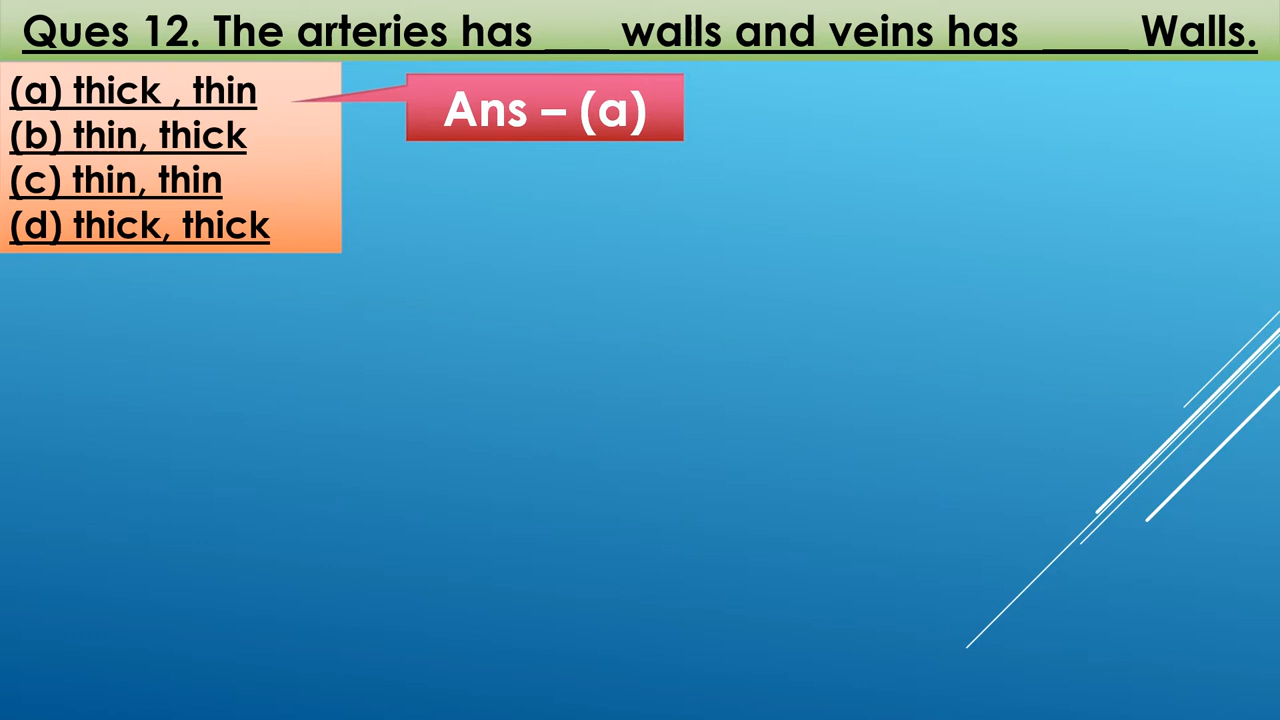 Ques 12. The arteries has ___ walls and veins has ____ Walls.
(a) thick , thin
(b) thin, thick
(c) thin, thin
(d) thick, thick
Ans – (a)